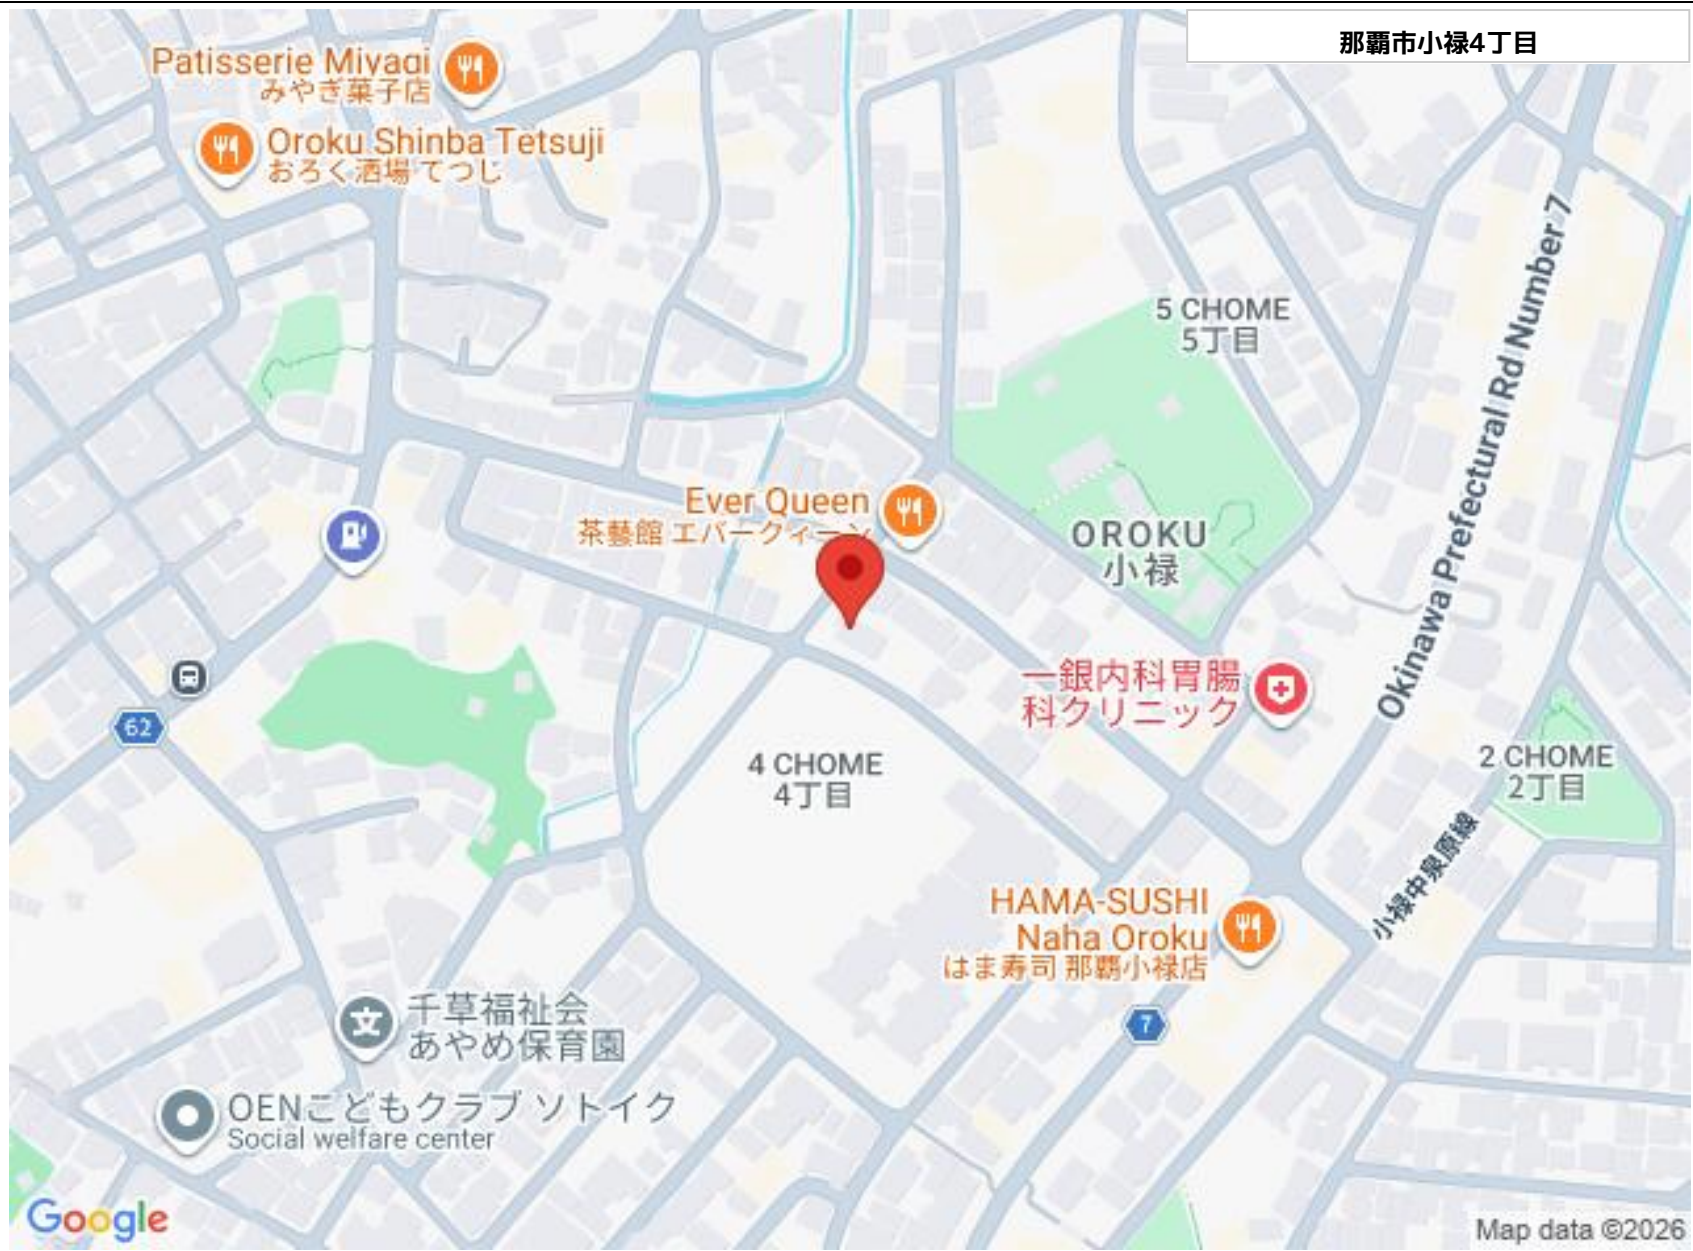 那覇市小禄4丁目
Patisserie Miyagi
みやぎ菓子店
Oroku Shinba Tetsuji
おろく酒場 てつじ
Okinawa Prefectural Rd Number 7
5 CHOME
5丁目
Ever Queen
茶藝館 エバークィーン
OROKU
小禄
一銀内科胃腸
科クリニック
62
4 CHOME
4丁目
2 CHOME
2丁目
小禄中泉原線
HAMA-SUSHI
Naha Oroku
はま寿司 那覇小禄店
7
千草福祉会
あやめ保育園
OENこどもクラブ ソトイク
Social welfare center
Google
Map data ©2026